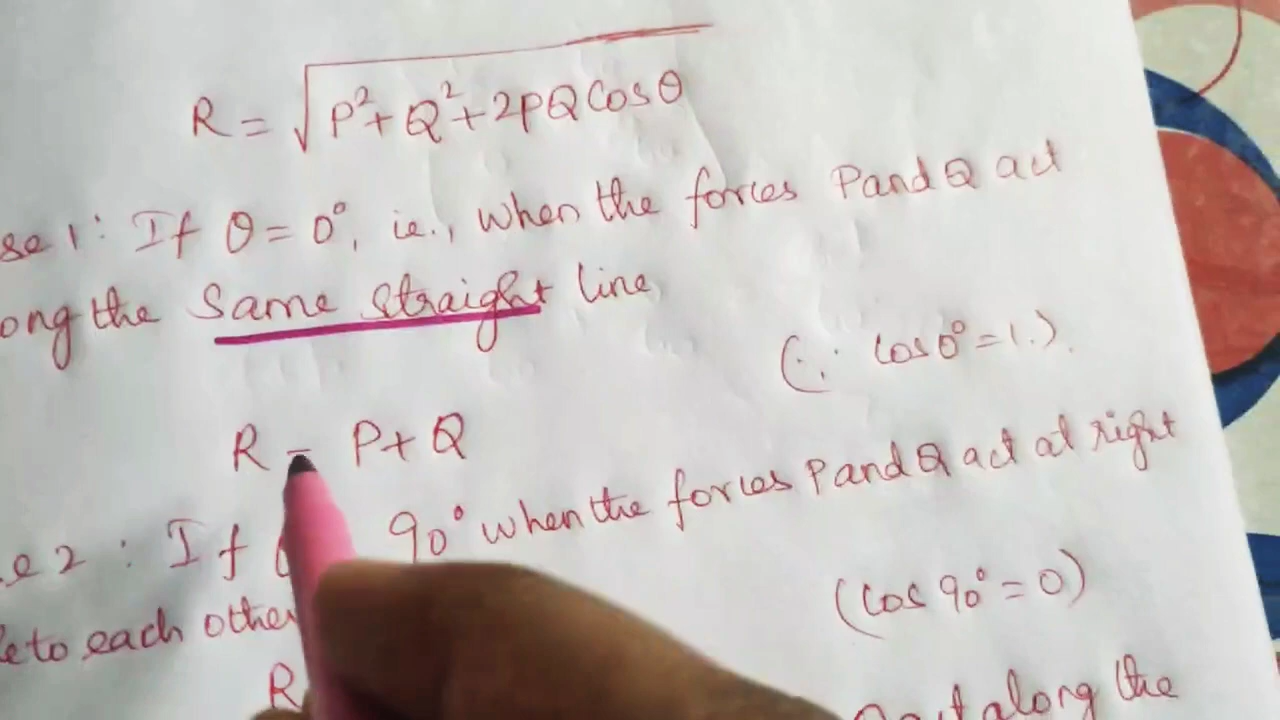 R = √P²+Q²+2PQ Cosθ
se 1: If θ = 0°, ie., when the forces P and Q act
ong the Same straight line
(∵ Cos 0° = 1.).
R = P+Q
e 2 : If 90° when the forces P and Q act at right
le to each other
(Cos 90° = 0)
R
act along the